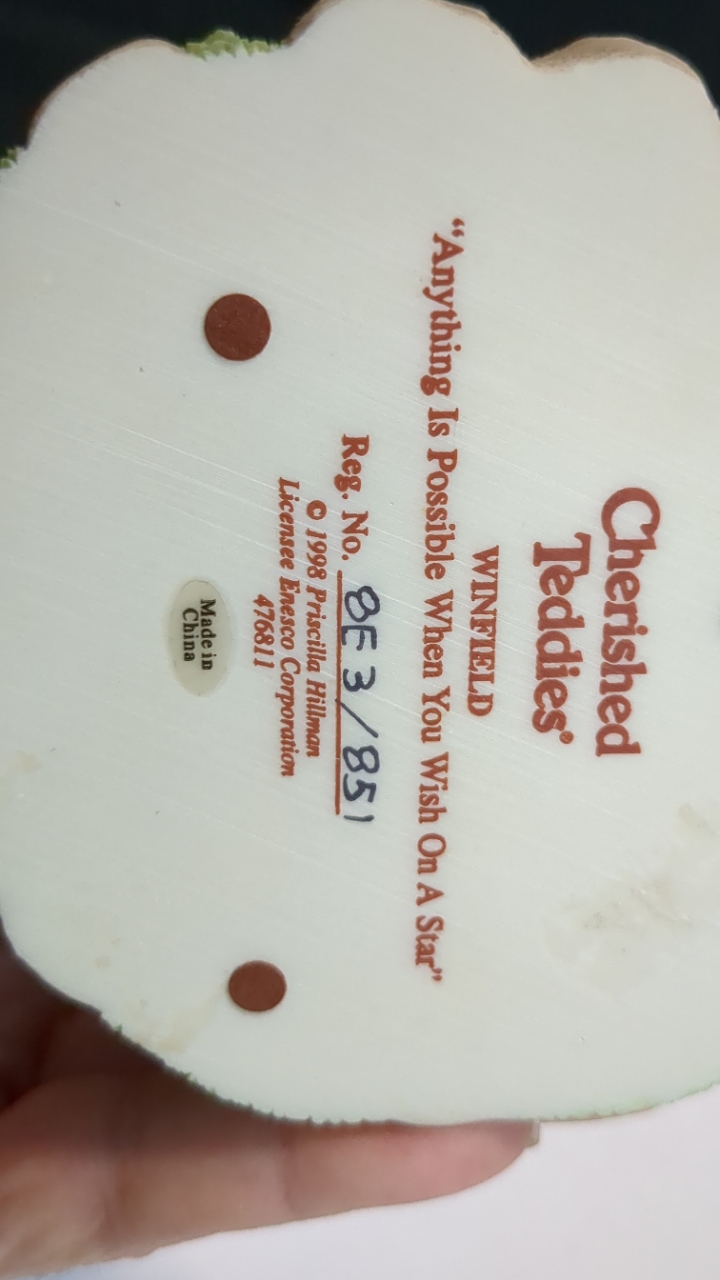 Cherished
Teddies®
WINFIELD
“Anything Is Possible When You Wish On A Star”
Reg. No. 8E3/851
© 1998 Priscilla Hillman
Licensee Enesco Corporation
476811
Made in
China